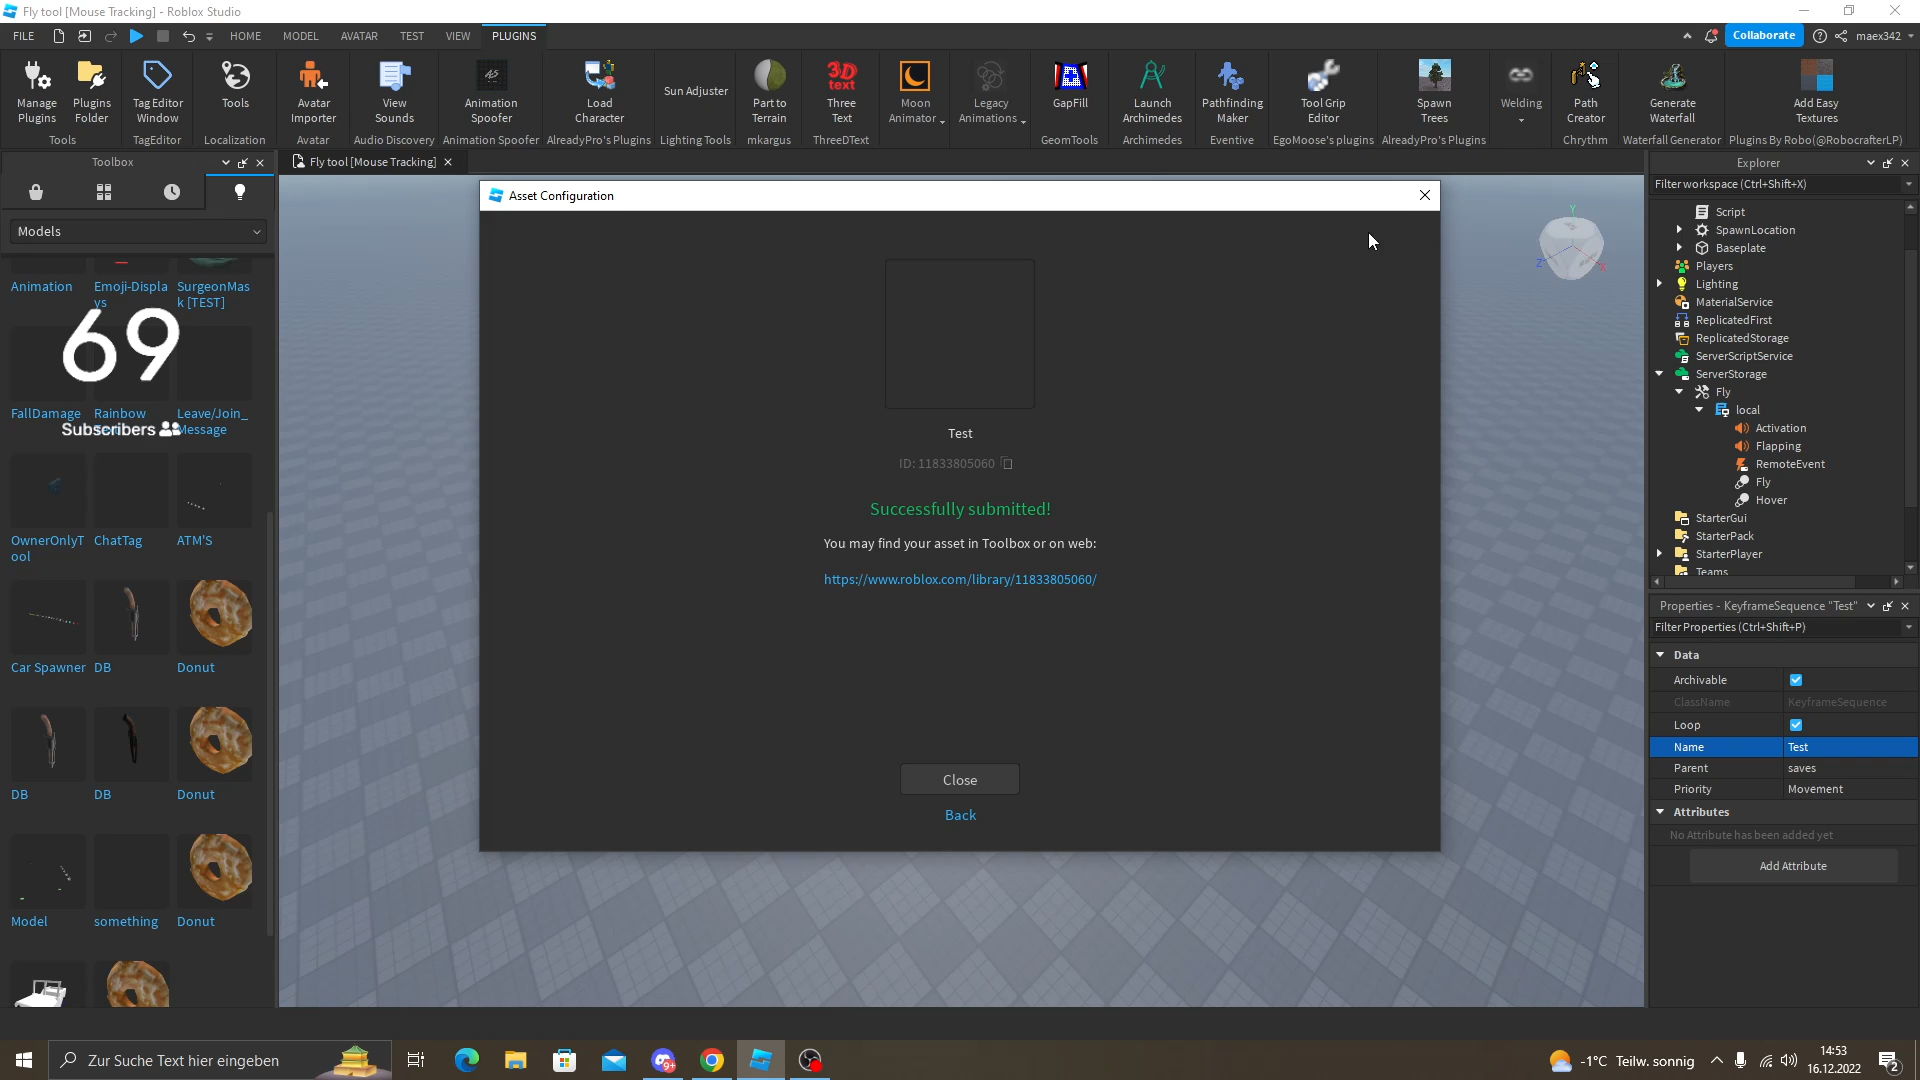 Fly tool [Mouse Tracking] - Roblox Studio
FILE HOME MODEL AVATAR TEST VIEW PLUGINS Collaborate maex342
Manage Plugins
Plugins Folder
Tools
Tag Editor Window
TagEditor
Tools
Localization
Avatar Importer
Avatar
View Sounds
Audio Discovery
Animation Spoofer
Animation Spoofer
Load Character
AlreadyPro's Plugins
Sun Adjuster
Lighting Tools
Part to Terrain
mkargus
3D text
Three Text
ThreeDText
Moon Animator
Legacy Animations
GapFill
GeomTools
Launch Archimedes
Archimedes
Pathfinding Maker
Eventive
Tool Grip Editor
EgoMoose's plugins
Spawn Trees
AlreadyPro's Plugins
Welding
Path Creator
Chrythm
Generate Waterfall
Waterfall Generator
Add Easy Textures
Plugins By Robo(@RobocrafterLP)
Toolbox
Models
Animation
Emoji-Displays
SurgeonMask [TEST]
69
FallDamage
Rainbow
Leave/Join_Message
Subscribers
OwnerOnlyTool
ChatTag
ATM'S
Car Spawner
DB
Donut
DB
DB
Donut
Model
something
Donut
Fly tool [Mouse Tracking]
Asset Configuration
Test
ID: 11833805060
Successfully submitted!
You may find your asset in Toolbox or on web:
https://www.roblox.com/library/11833805060/
Close
Back
Y
Z
X
Explorer
Filter workspace (Ctrl+Shift+X)
Script
SpawnLocation
Baseplate
Players
Lighting
MaterialService
ReplicatedFirst
ReplicatedStorage
ServerScriptService
ServerStorage
Fly
local
Activation
Flapping
RemoteEvent
Fly
Hover
StarterGui
StarterPack
StarterPlayer
Teams
Properties - KeyframeSequence "Test"
Filter Properties (Ctrl+Shift+P)
Data
Archivable
ClassName KeyframeSequence
Loop
Name Test
Parent saves
Priority Movement
Attributes
No Attribute has been added yet
Add Attribute
Zur Suche Text hier eingeben
9+
-1°C Teilw. sonnig
14:53
16.12.2022
2